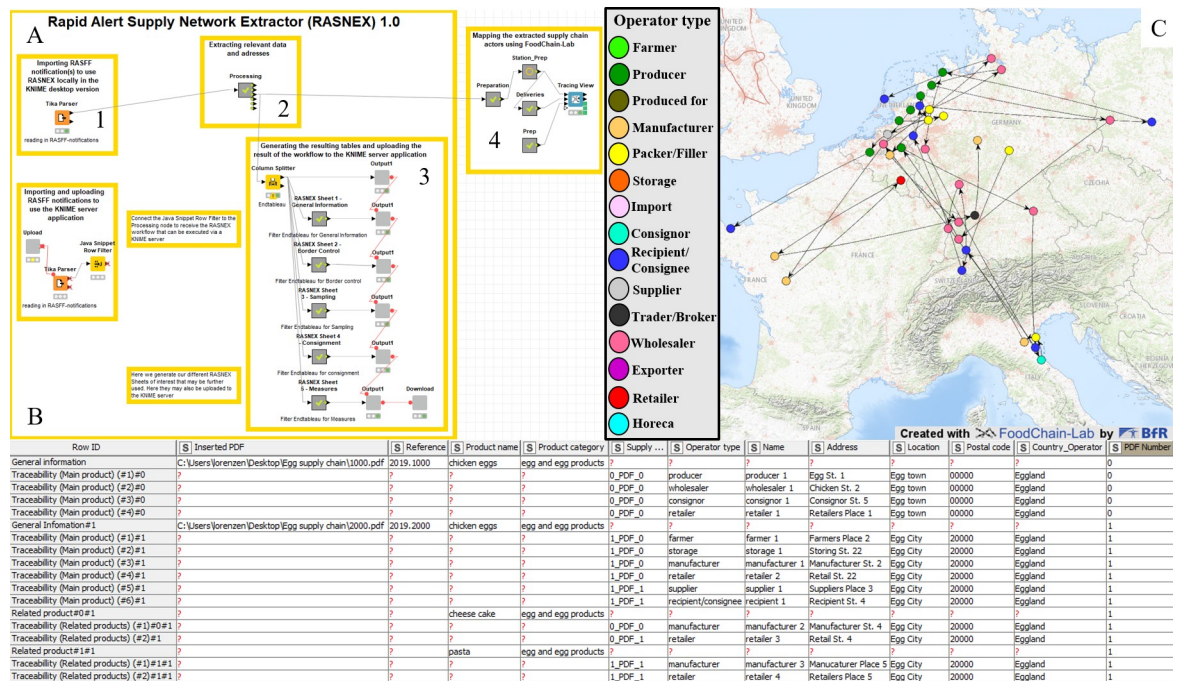 Rapid Alert Supply Network Extractor (RASNEX) 1.0
A
Importing RASFF
notification(s) to use
RASNEX locally in the
KNIME desktop version
Tika Parser
1
reading in RASFF-notifications
Extracting relevant data
and adresses
Processing
2
Mapping the extracted supply chain
actors using FoodChain-Lab
Station_Prep
Preparation
Deliveries
Tracing View
Prep
4
Importing and uploading
RASFF notifications to
use the KNIME server
application
Upload
Java Snippet
Row Filter
Tika Parser
reading in RASFF-notifications
Connect the Java Snippet Row Filter to the
Processing node to receive the RASNEX
workflow that can be executed via a
KNIME server
Here we generate our different RASNEX
Sheets of interest that may be further
used. Here they may also be uploaded to
the KNIME server
B
Generating the resulting tables and uploading the
result of the workflow to the KNIME server application
3
Column Splitter
Endtableau
Output1
RASNEX Sheet 1 -
General Information
Output1
Filter Endtableau for General Information
RASNEX Sheet 2 -
Border Control
Output1
Filter Endtableau for Border control
RASNEX Sheet
3 - Sampling
Output1
Filter Endtableau for Sampling
RASNEX Sheet 4
- Consignment
Output1
Filter Endtableau for consignment
RASNEX Sheet
5 - Measures
Output1
Download
Filter Endtableau for Measures
Operator type
Farmer
Producer
Produced for
Manufacturer
Packer/Filler
Storage
Import
Consignor
Recipient/
Consignee
Supplier
Trader/Broker
Wholesaler
Exporter
Retailer
Horeca
C
UNITED
KINGDOM
GERMANY
CZECHIA
FRANCE
FRANCE
SLOVENIA
CROATIA
SPAIN
Created with FoodChain-Lab by BfR
Row ID S Inserted PDF S Reference S Product name S Product category S Supply ... S Operator type S Name S Address S Location S Postal code S Country_Operator S PDF Number
General information C:\Users\lorenzen\Desktop\Egg supply chain\1000.pdf 2019.1000 chicken eggs egg and egg products ? ? ? ? ? ? ? 0
Traceability (Main product) (#1)#0 ? ? ? ? 0_PDF_0 producer producer 1 Egg St. 1 Egg town 00000 Eggland 0
Traceability (Main product) (#2)#0 ? ? ? ? 0_PDF_0 wholesaler wholesaler 1 Chicken St. 2 Egg town 00000 Eggland 0
Traceability (Main product) (#3)#0 ? ? ? ? 0_PDF_0 consignor consignor 1 Consignor St. 5 Egg town 00000 Eggland 0
Traceability (Main product) (#4)#0 ? ? ? ? 0_PDF_0 retailer retailer 1 Retailers Place 1 Egg town 00000 Eggland 0
General Infomation#1 C:\Users\lorenzen\Desktop\Egg supply chain\2000.pdf 2019.2000 chicken eggs egg and egg products ? ? ? ? ? ? ? 1
Traceability (Main product) (#1)#1 ? ? ? ? 1_PDF_0 farmer farmer 1 Farmers Place 2 Egg City 20000 Eggland 1
Traceability (Main product) (#2)#1 ? ? ? ? 1_PDF_0 storage storage 1 Storing St. 22 Egg City 20000 Eggland 1
Traceability (Main product) (#3)#1 ? ? ? ? 1_PDF_0 manufacturer manufacturer 1 Manufacturer St. 2 Egg City 20000 Eggland 1
Traceability (Main product) (#4)#1 ? ? ? ? 1_PDF_0 retailer retailer 2 Retail St. 22 Egg City 20000 Eggland 1
Traceability (Main product) (#5)#1 ? ? ? ? 1_PDF_1 supplier supplier 1 Suppliers Place 3 Egg City 20000 Eggland 1
Traceability (Main product) (#6)#1 ? ? ? ? 1_PDF_1 recipient/consignee recipient 1 Recipient St. 4 Egg City 20000 Eggland 1
Related product#0#1 ? ? cheese cake egg and egg products ? ? ? ? ? ? ? 1
Traceability (Related products) (#1)#0#1 ? ? ? ? 0_PDF_0 manufacturer manufacturer 2 Manufacturer St. 4 Egg City 20000 Eggland 1
Traceability (Related products) (#2)#1 ? ? ? ? 0_PDF_1 retailer retailer 3 Retail St. 4 Egg City 20000 Eggland 1
Related product#1#1 ? ? pasta egg and egg products ? ? ? ? ? ? ? 1
Traceability (Related products) (#1)#1#1 ? ? ? ? 1_PDF_1 manufacturer manufacturer 3 Manucaturer Place 5 Egg City 20000 Eggland 1
Traceability (Related products) (#2)#1#1 ? ? ? ? 1_PDF_1 retailer retailer 4 Retailers Place 5 Egg City 20000 Eggland 1